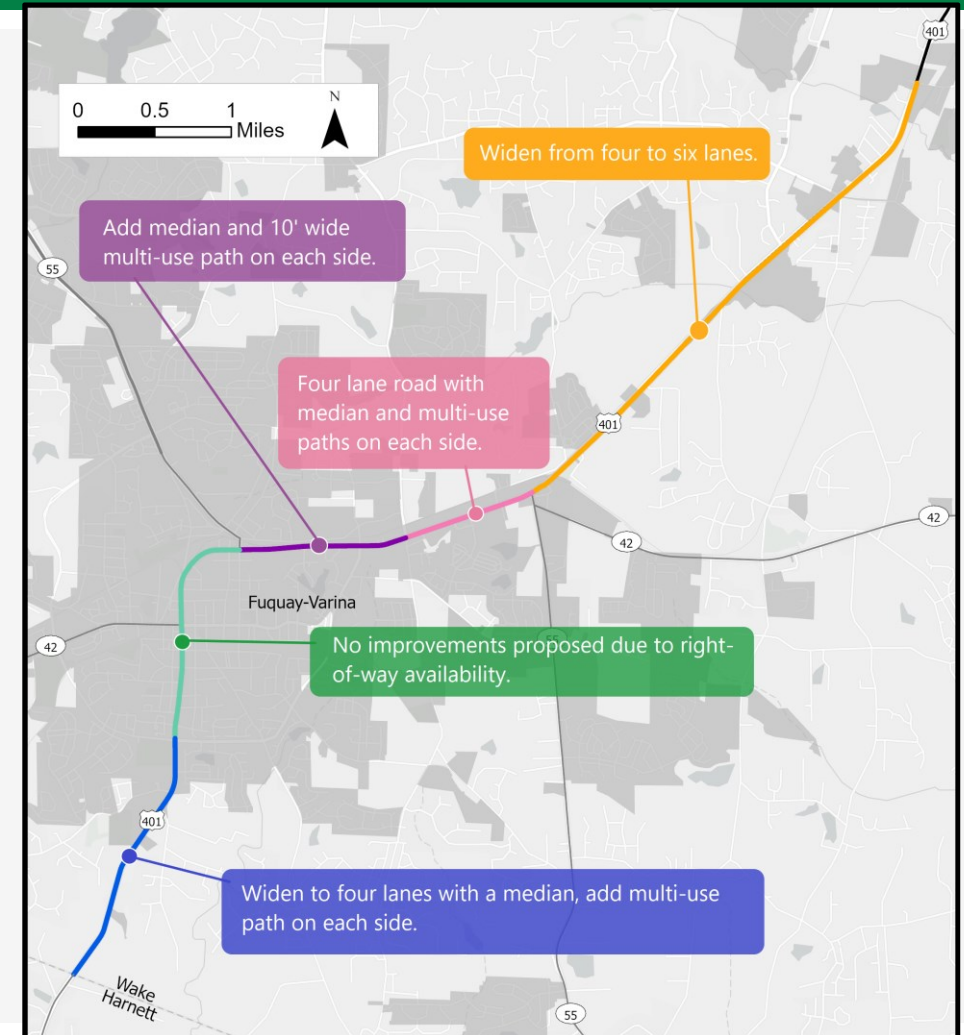 401
N
0 0.5 1
Miles
Widen from four to six lanes.
Add median and 10' wide
multi-use path on each side.
55
Four lane road with
median and multi-use
paths on each side.
401
42
42
Fuquay-Varina
42
No improvements proposed due to right-
of-way availability.
55
401
Widen to four lanes with a median, add multi-use
path on each side.
Wake
Harnett
55